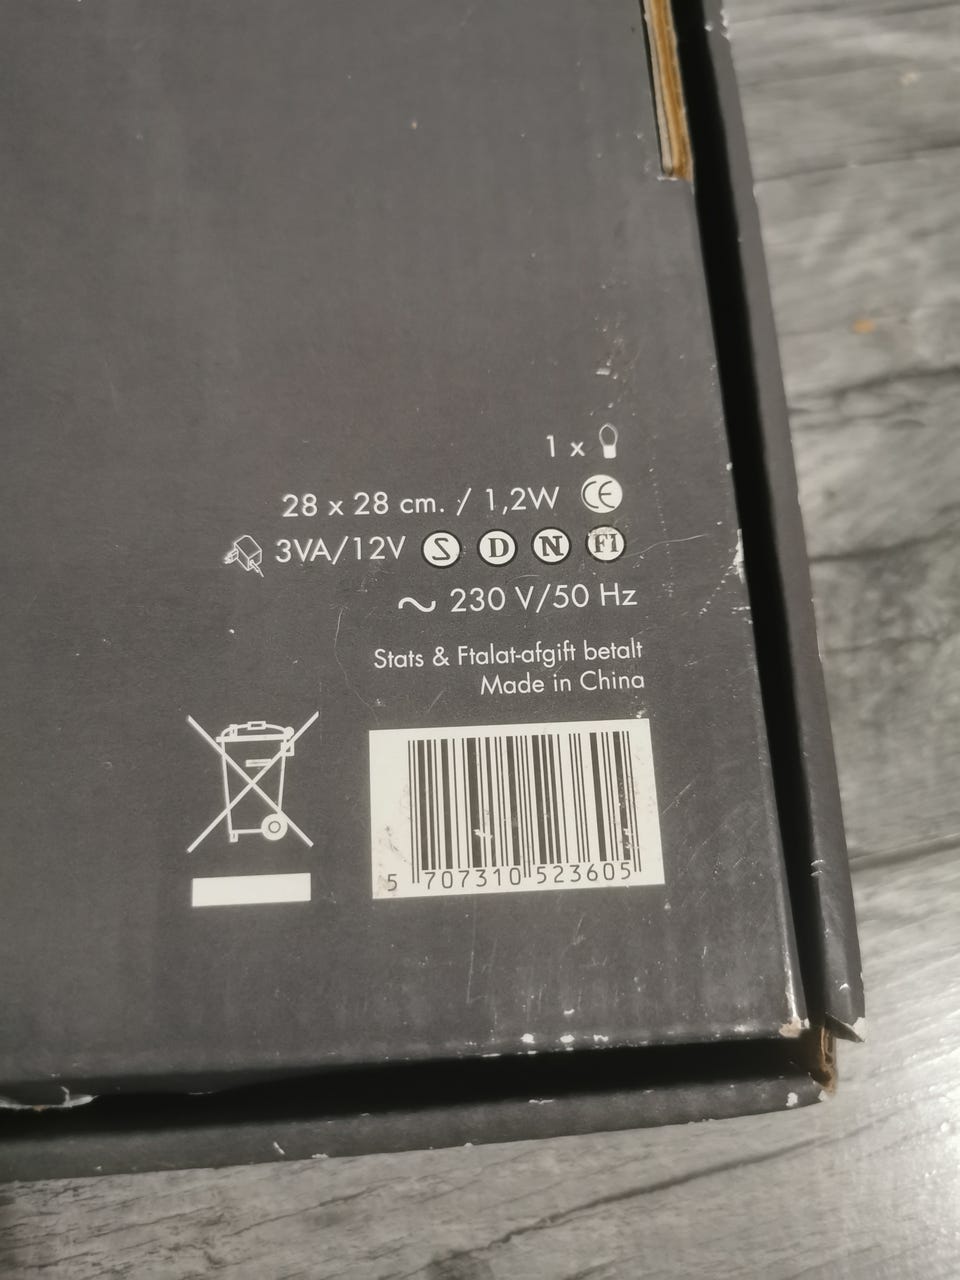 1 x
28 x 28 cm. / 1,2W CE
3VA/12V S D N FI
~ 230 V/50 Hz
Stats & Ftalat-afgift betalt
Made in China
5 707310 523605